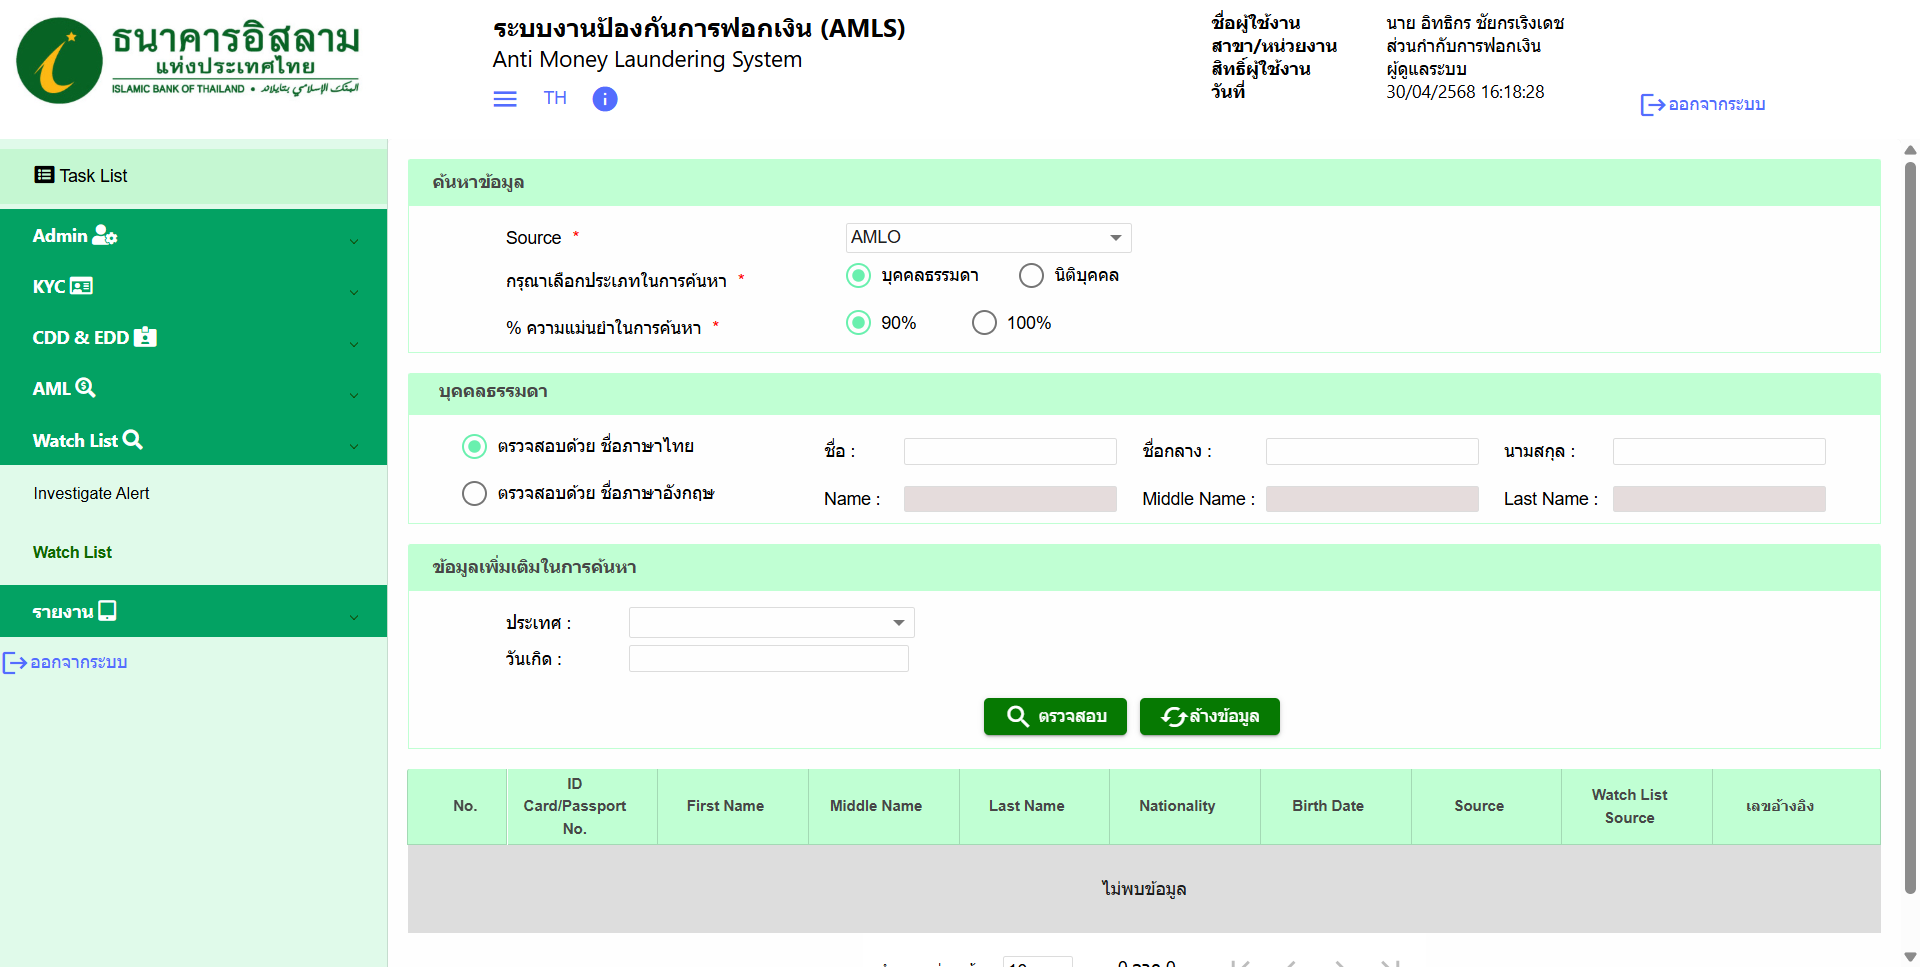 ธนาคารอิสลาม
แห่งประเทศไทย
ISLAMIC BANK OF THAILAND •
ระบบงานป้องกันการฟอกเงิน (AMLS)
Anti Money Laundering System
TH
ชื่อผู้ใช้งาน นาย อิทธิกร ชัยกรเริงเดช
สาขา/หน่วยงาน ส่วนกำกับการฟอกเงิน
สิทธิ์ผู้ใช้งาน ผู้ดูแลระบบ
วันที่ 30/04/2568 16:18:28
ออกจากระบบ
Task List
Admin
KYC
CDD & EDD
AML
Watch List
Investigate Alert
Watch List
รายงาน
ออกจากระบบ
ค้นหาข้อมูล
Source * AMLO
กรุณาเลือกประเภทในการค้นหา * บุคคลธรรมดา นิติบุคคล
% ความแม่นยำในการค้นหา * 90% 100%
บุคคลธรรมดา
ตรวจสอบด้วย ชื่อภาษาไทย ชื่อ : ชื่อกลาง : นามสกุล :
ตรวจสอบด้วย ชื่อภาษาอังกฤษ Name : Middle Name : Last Name :
ข้อมูลเพิ่มเติมในการค้นหา
ประเทศ :
วันเกิด :
ตรวจสอบ ล้างข้อมูล
No. ID Card/Passport No. First Name Middle Name Last Name Nationality Birth Date Source Watch List Source เลขอ้างอิง
ไม่พบข้อมูล